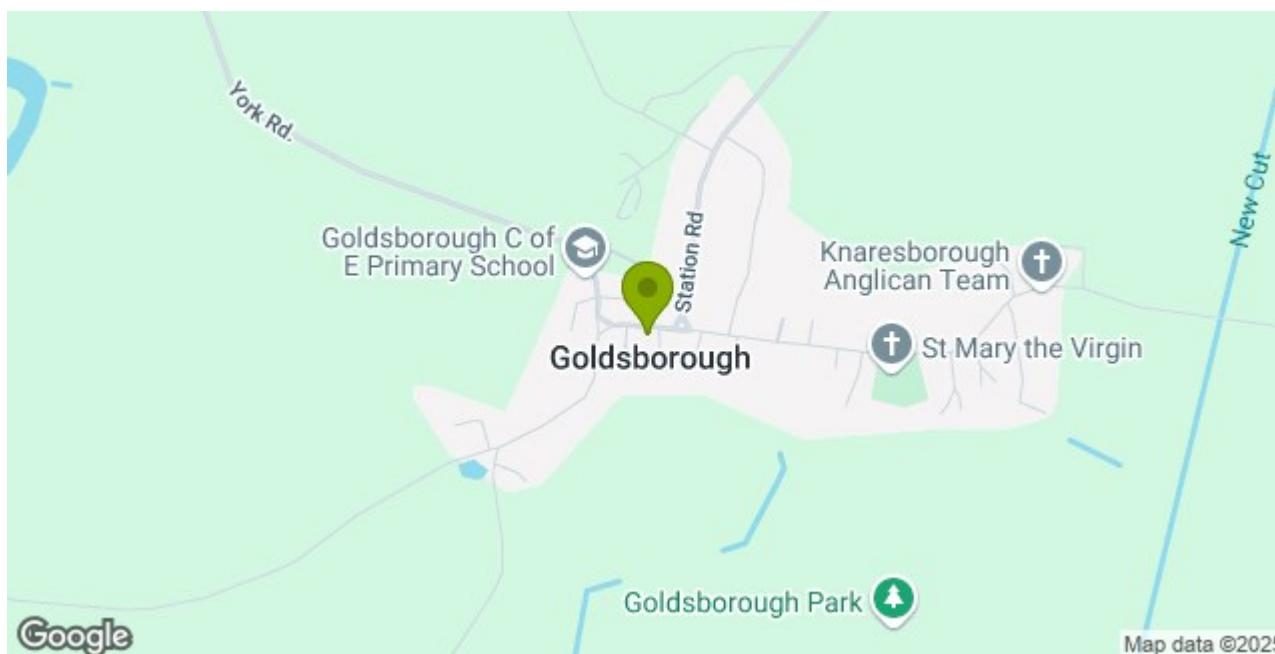 York Rd.
New Cut
Station Rd
Goldsborough C of
E Primary School
Knaresborough
Anglican Team
St Mary the Virgin
Goldsborough
Goldsborough Park
Google
Map data ©2025